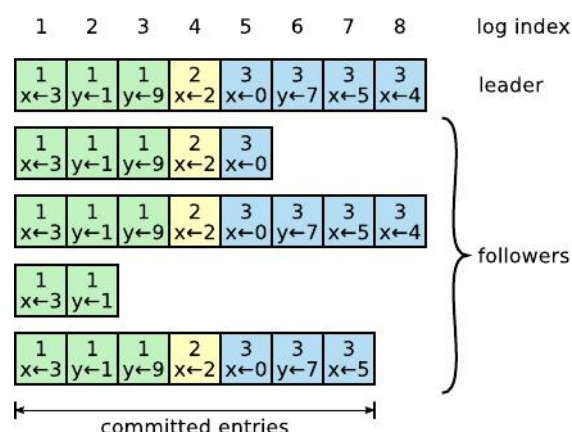 1 2 3 4 5 6 7 8 log index
1 1 1 2 3 3 3 3
x←3 y←1 y←9 x←2 x←0 y←7 x←5 x←4
leader
1 1 1 2 3
x←3 y←1 y←9 x←2 x←0
1 1 1 2 3 3 3 3
x←3 y←1 y←9 x←2 x←0 y←7 x←5 x←4
followers
1 1
x←3 y←1
1 1 1 2 3 3 3
x←3 y←1 y←9 x←2 x←0 y←7 x←5
committed entries